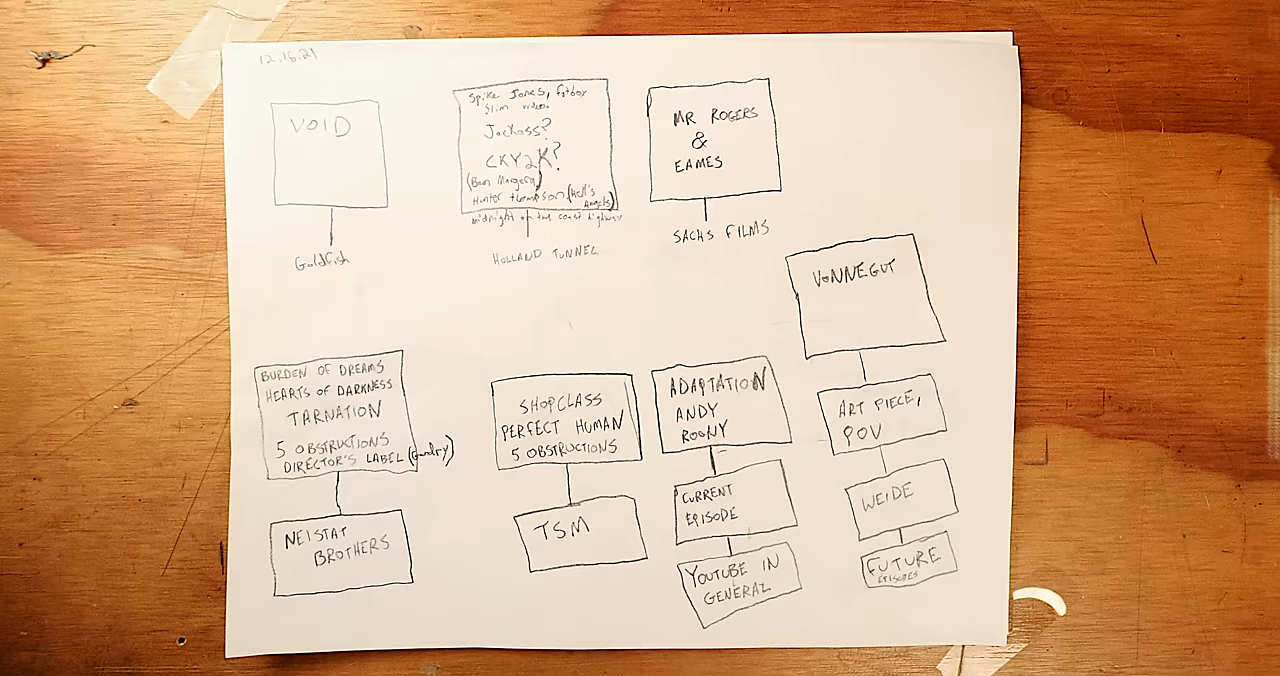 12.16.21
VOID
Goldfish
Spike Jones, fatboy
slim video.
Jackass?
CKY2K?
(Bam Margera)
Hunter thompson (Hell's
Angels)
midnight on the coast highway
HOLLAND TUNNEL
MR ROGERS
&
EAMES
SACHS FILMS
BURDEN OF DREAMS
HEARTS OF DARKNESS
TARNATION
5 OBSTRUCTIONS
DIRECTOR'S LABEL (Gondry)
NEISTAT
BROTHERS
SHOPCLASS
PERFECT HUMAN
5 OBSTRUCTIONS
TSM
ADAPTATION
ANDY
ROONY
CURRENT
EPISODE
YOUTUBE IN
GENERAL
VONNEGUT
ART PIECE,
POV
WEIDE
FUTURE
EPISODES